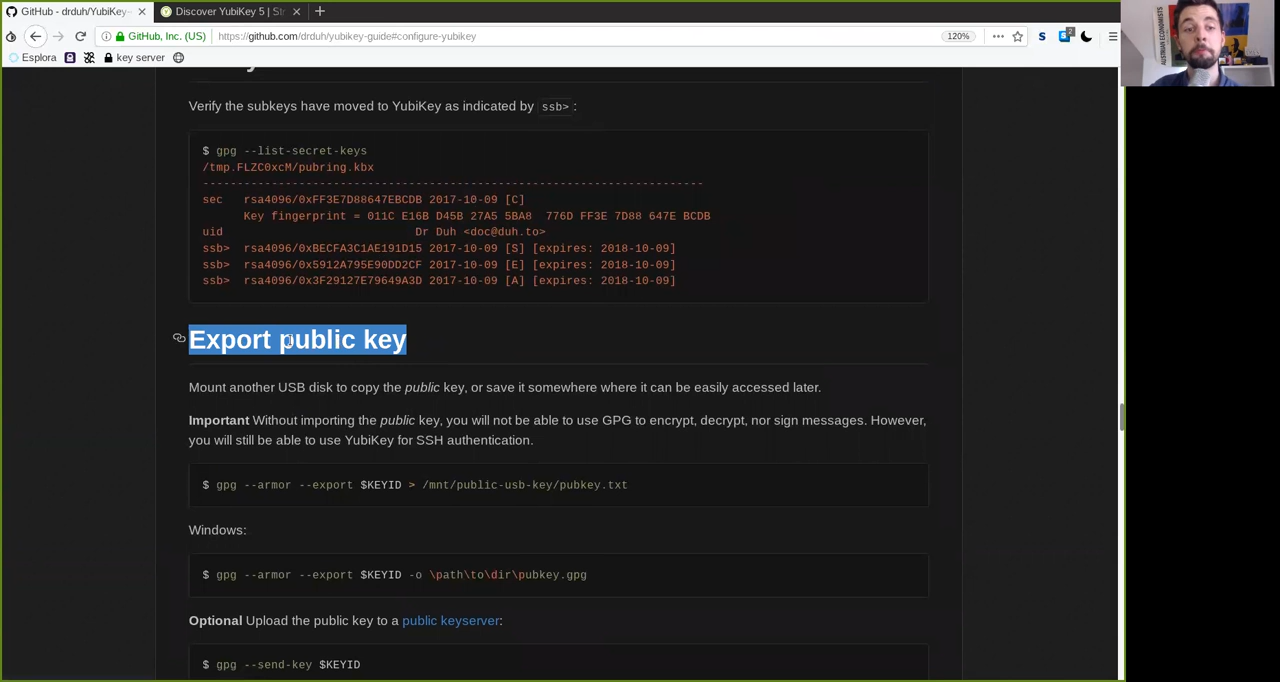 GitHub - drduh/YubiKey-
Discover YubiKey 5 | Str
GitHub, Inc. (US)
https://github.com/drduh/yubikey-guide#configure-yubikey
120%
S
2
Esplora
key server
AUSTRIAN ECONOMISTS
Verify the subkeys have moved to YubiKey as indicated by ssb> :
$ gpg --list-secret-keys
/tmp.FLZC0xcM/pubring.kbx
-------------------------------------------------------------------------
sec   rsa4096/0xFF3E7D88647EBCDB 2017-10-09 [C]
Key fingerprint = 011C E16B D45B 27A5 5BA8  776D FF3E 7D88 647E BCDB
uid                     Dr Duh <doc@duh.to>
ssb>  rsa4096/0xBECFA3C1AE191D15 2017-10-09 [S] [expires: 2018-10-09]
ssb>  rsa4096/0x5912A795E90DD2CF 2017-10-09 [E] [expires: 2018-10-09]
ssb>  rsa4096/0x3F29127E79649A3D 2017-10-09 [A] [expires: 2018-10-09]
Export public key
Mount another USB disk to copy the public key, or save it somewhere where it can be easily accessed later.
Important Without importing the public key, you will not be able to use GPG to encrypt, decrypt, nor sign messages. However,
you will still be able to use YubiKey for SSH authentication.
$ gpg --armor --export $KEYID > /mnt/public-usb-key/pubkey.txt
Windows:
$ gpg --armor --export $KEYID -o \path\to\dir\pubkey.gpg
Optional Upload the public key to a public keyserver:
$ gpg --send-key $KEYID